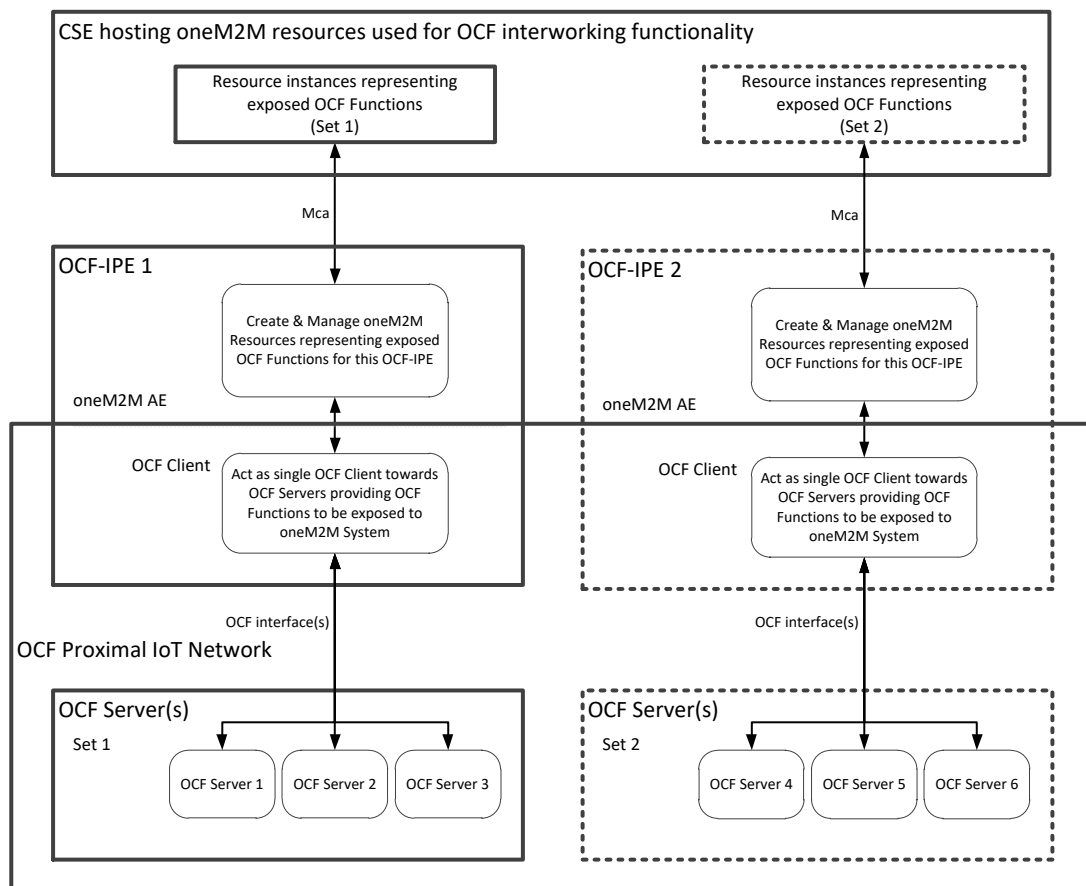 CSE hosting oneM2M resources used for OCF interworking functionality
Resource instances representing
exposed OCF Functions
(Set 1)
Resource instances representing
exposed OCF Functions
(Set 2)
Mca
Mca
OCF-IPE 1
Create & Manage oneM2M
Resources representing exposed
OCF Functions for this OCF-IPE
oneM2M AE
OCF Client
Act as single OCF Client towards
OCF Servers providing OCF
Functions to be exposed to
oneM2M System
OCF-IPE 2
Create & Manage oneM2M
Resources representing exposed
OCF Functions for this OCF-IPE
oneM2M AE
OCF Client
Act as single OCF Client towards
OCF Servers providing OCF
Functions to be exposed to
oneM2M System
OCF interface(s)
OCF interface(s)
OCF Proximal IoT Network
OCF Server(s)
Set 1
OCF Server 1
OCF Server 2
OCF Server 3
OCF Server(s)
Set 2
OCF Server 4
OCF Server 5
OCF Server 6